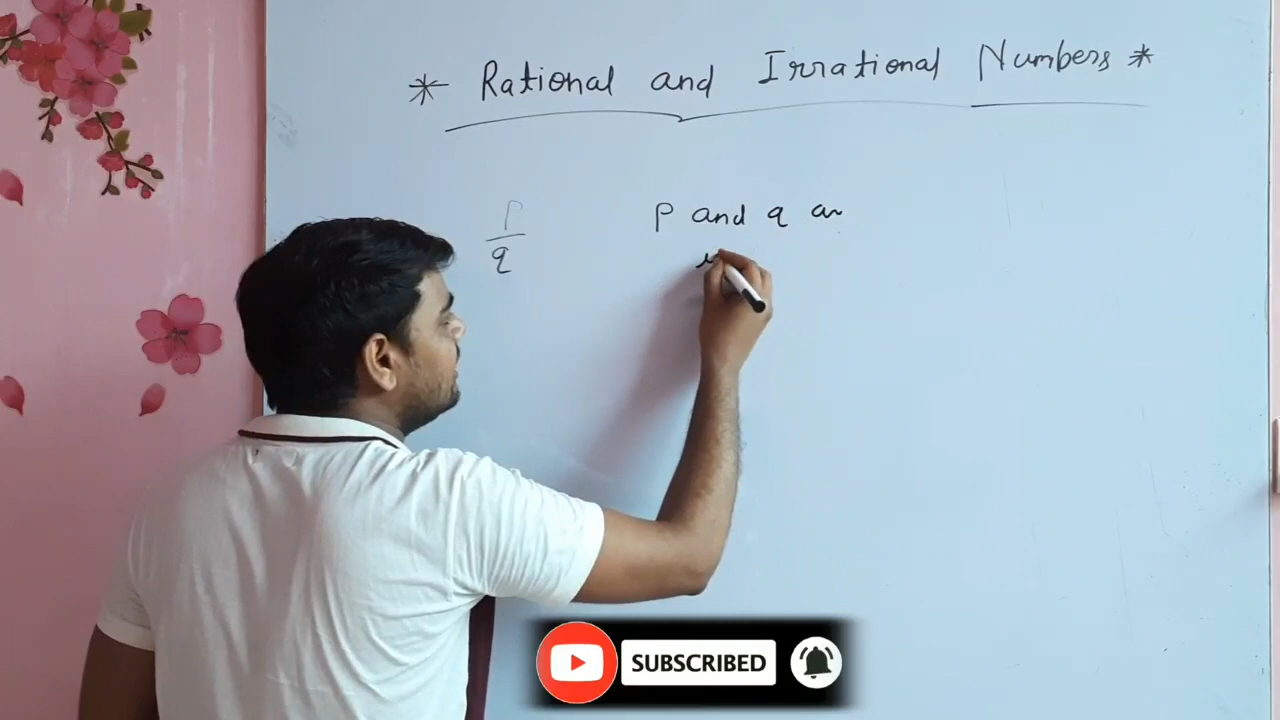 * Rational and Irrational Numbers *
p
q
P and q
SUBSCRIBED